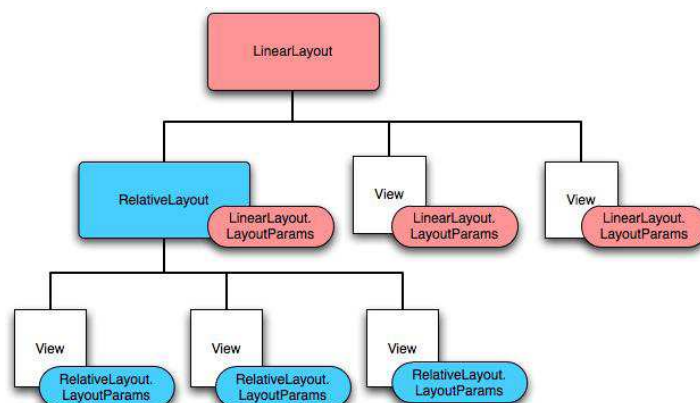 LinearLayout
RelativeLayout
LinearLayout.
LayoutParams
View
LinearLayout.
LayoutParams
View
LinearLayout.
LayoutParams
View
RelativeLayout.
LayoutParams
View
RelativeLayout.
LayoutParams
View
RelativeLayout.
LayoutParams